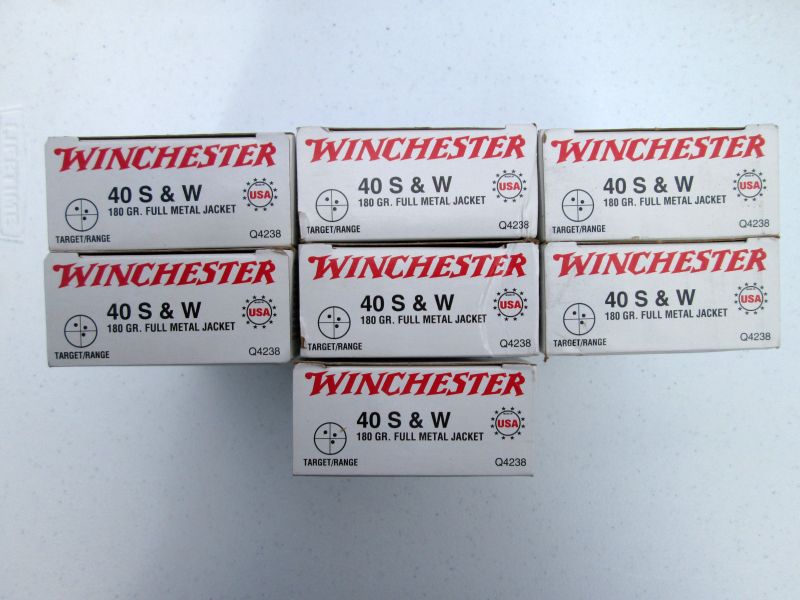 WINCHESTER
40 S & W
180 GR. FULL METAL JACKET
USA
TARGET/RANGE
Q4238
WINCHESTER
40 S & W
180 GR. FULL METAL JACKET
USA
TARGET/RANGE
Q4238
WINCHESTER
40 S & W
180 GR. FULL METAL JACKET
USA
TARGET/RANGE
Q4238
WINCHESTER
40 S & W
180 GR. FULL METAL JACKET
USA
TARGET/RANGE
Q4238
WINCHESTER
40 S & W
180 GR. FULL METAL JACKET
USA
TARGET/RANGE
Q4238
WINCHESTER
40 S & W
180 GR. FULL METAL JACKET
USA
TARGET/RANGE
Q4238
WINCHESTER
40 S & W
180 GR. FULL METAL JACKET
USA
TARGET/RANGE
Q4238